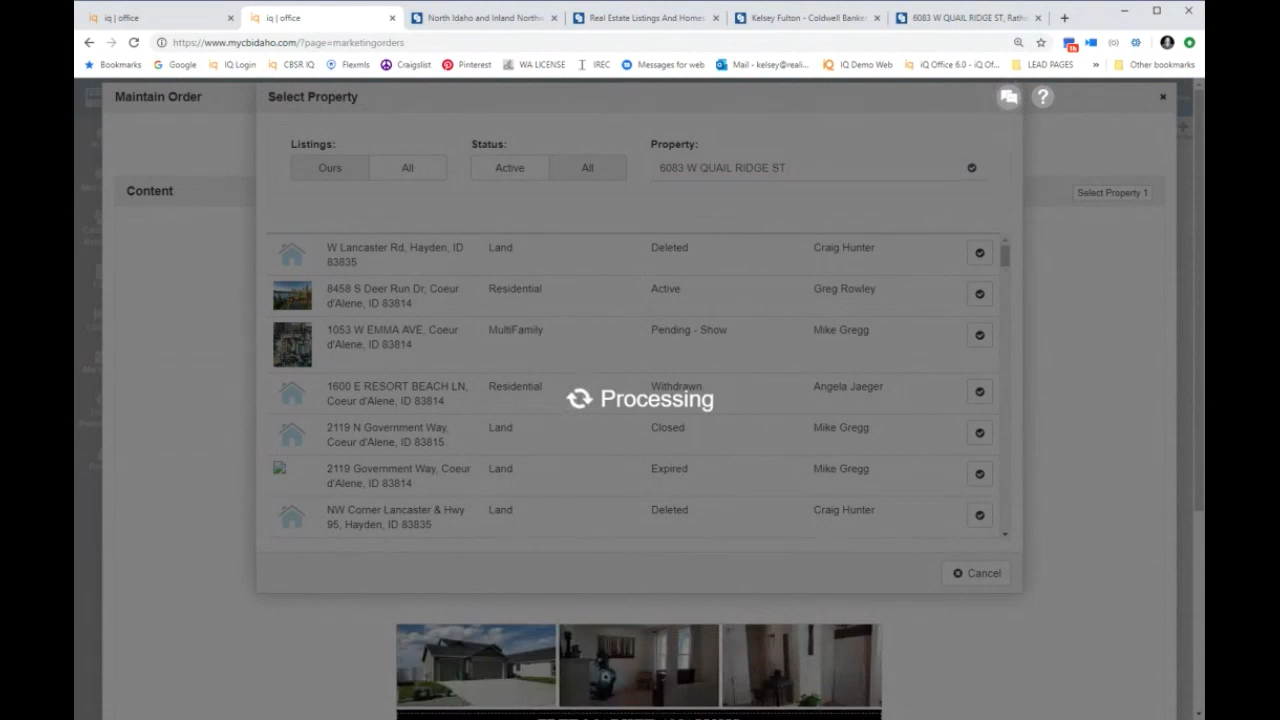 iq | office
iq | office
North Idaho and Inland Northw
Real Estate Listings And Homes
Kelsey Fulton - Coldwell Banker
6083 W QUAIL RIDGE ST, Rath
https://www.mycbidaho.com/?page=marketingorders
Bookmarks
Google
IQ Login
CBSR IQ
Flexmls
Craigslist
Pinterest
WA LICENSE
IREC
Messages for web
Mail - kelsey@reali...
IQ Demo Web
iQ Office 6.0 - iQ Of...
LEAD PAGES
»
Other bookmarks
Maintain Order
Select Property
Listings:
Status:
Property:
Ours
All
Active
All
6083 W QUAIL RIDGE ST
Content
Select Property 1
W Lancaster Rd, Hayden, ID
83835
Land
Deleted
Craig Hunter
8458 S Deer Run Dr, Coeur
d'Alene, ID 83814
Residential
Active
Greg Rowley
1053 W EMMA AVE, Coeur
d'Alene, ID 83814
MultiFamily
Pending - Show
Mike Gregg
1600 E RESORT BEACH LN,
Coeur d'Alene, ID 83814
Residential
Withdrawn
Angela Jaeger
Processing
2119 N Government Way,
Coeur d'Alene, ID 83815
Land
Closed
Mike Gregg
2119 Government Way, Coeur
d'Alene, ID 83814
Land
Expired
Mike Gregg
NW Corner Lancaster & Hwy
95, Hayden, ID 83835
Land
Deleted
Craig Hunter
Cancel